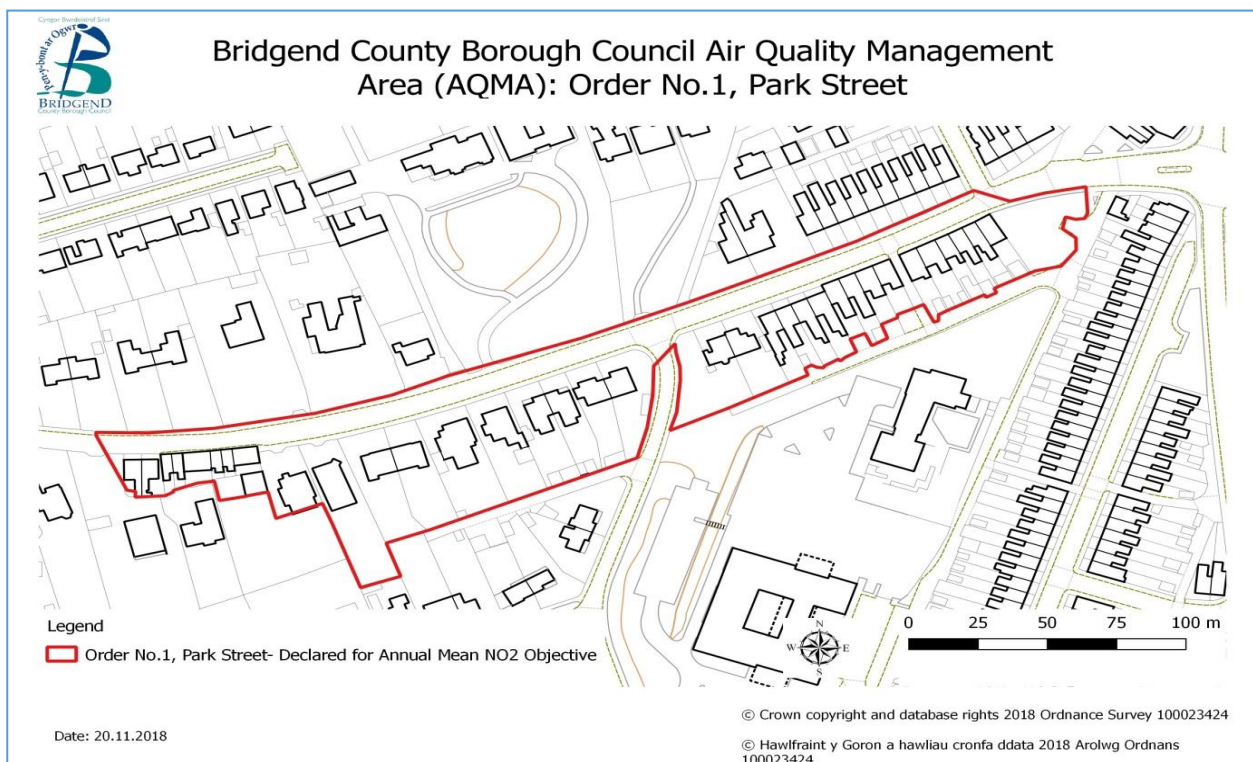 Cyngor Bwrdeistref Sirol
Pen-y-bont ar Ogwr
BRIDGEND
County Borough Council
Bridgend County Borough Council Air Quality Management
Area (AQMA): Order No.1, Park Street
Legend
Order No.1, Park Street- Declared for Annual Mean NO2 Objective
N
W E
S
0 25 50 75 100 m
Date: 20.11.2018
© Crown copyright and database rights 2018 Ordnance Survey 100023424
© Hawlfraint y Goron a hawliau cronfa ddata 2018 Arolwg Ordnans
100023424